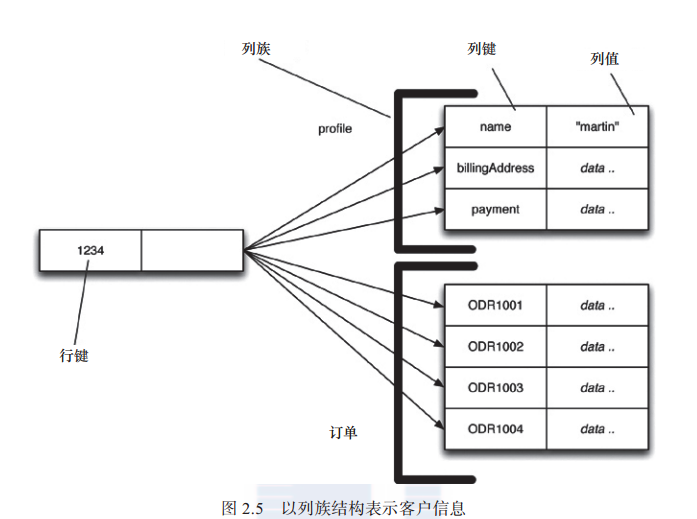 列族
列键
列值
profile
name
"martin"
billingAddress
data ..
payment
data ..
1234
行键
ODR1001
data ..
ODR1002
data ..
ODR1003
data ..
ODR1004
data ..
订单
图 2.5 以列族结构表示客户信息